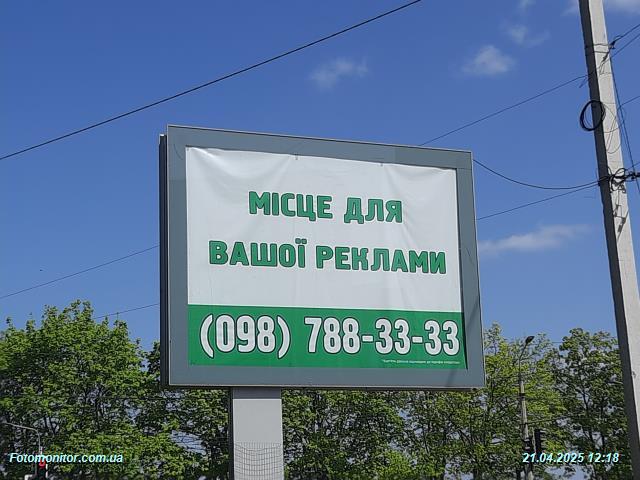 МІСЦЕ ДЛЯ
ВАШОЇ РЕКЛАМИ
(098) 788-33-33
Fotomonitor.com.ua
21.04.2025 12:18